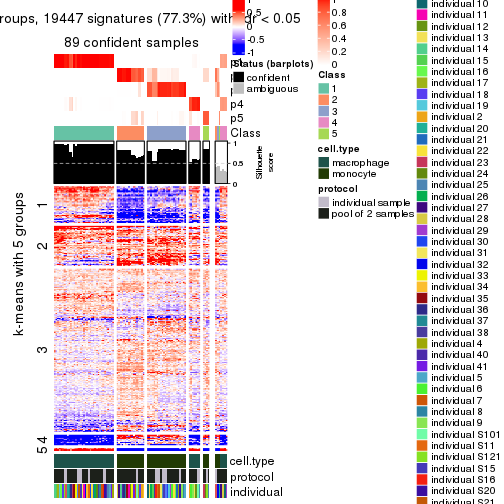 roups, 19447 signatures (77.3%) with fdr < 0.05
89 confident samples
p4
p5
Class
1
0.5
0
Silhouette
score
k-means with 5 groups
1
2
3
4
5
cell.type
protocol
individual
0.5
0
-0.5
-1
Status (barplots)
confident
ambiguous
0.8
0.6
0.4
0.2
0
Class
1
2
3
4
5
cell.type
macrophage
monocyte
protocol
individual sample
pool of 2 samples
individual 10
individual 11
individual 12
individual 13
individual 14
individual 15
individual 16
individual 17
individual 18
individual 19
individual 2
individual 20
individual 21
individual 22
individual 23
individual 24
individual 25
individual 26
individual 27
individual 28
individual 29
individual 30
individual 31
individual 32
individual 33
individual 34
individual 35
individual 36
individual 37
individual 38
individual 4
individual 40
individual 41
individual 5
individual 6
individual 7
individual 8
individual 9
individual S101
individual S11
individual S121
individual S15
individual S16
individual S20
individual S21